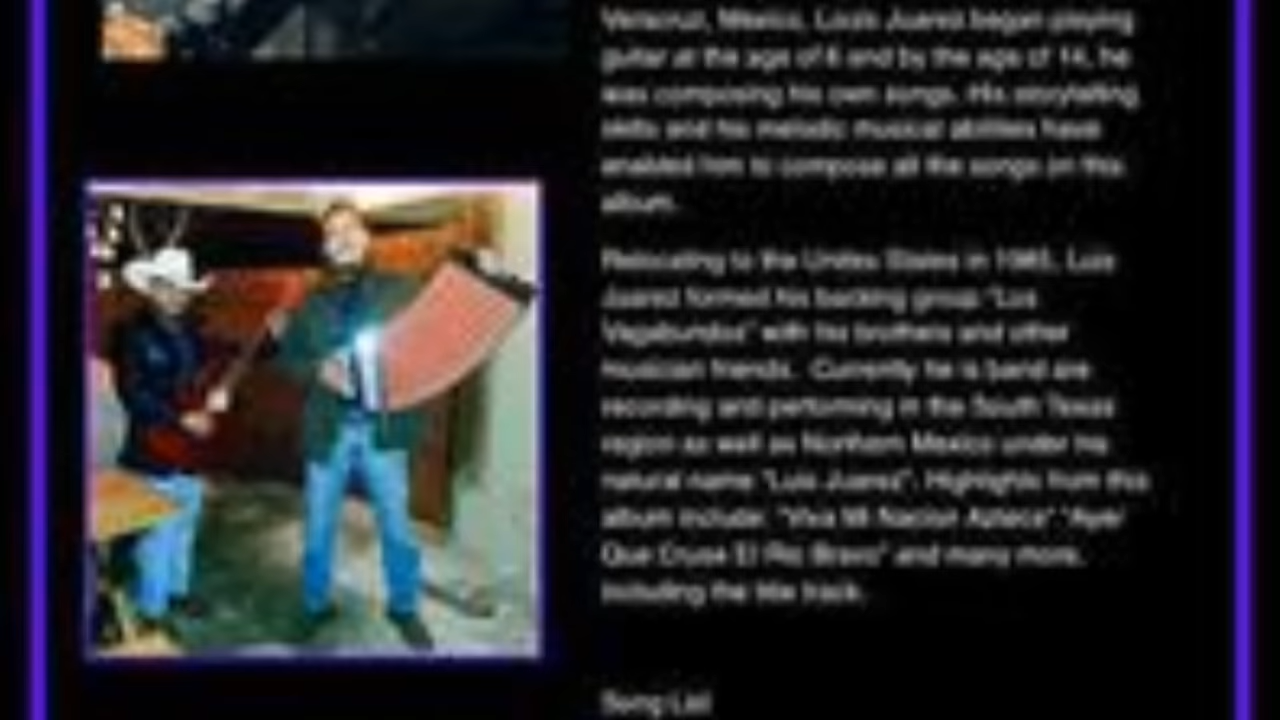 Veracruz, Mexico, Louis Juarez began playing
guitar at the age of 6 and by the age of 14, he
was composing his own songs. His storytelling
skills and his melodic musical abilities have
enabled him to compose all the songs on this
album.
Relocating to the Unites States in 1985, Luis
Juarez formed his backing group "Los
Vagabundos" with his brothers and other
musician friends. Currently he is band are
recording and performing in the South Texas
region as well as Northern Mexico under his
natural name "Luis Juarez". Highlights from this
album include: "Viva Mi Nacion Azteca" "Ayer
Que Cruse El Rio Bravo" and many more.
Including the title track.
Song List